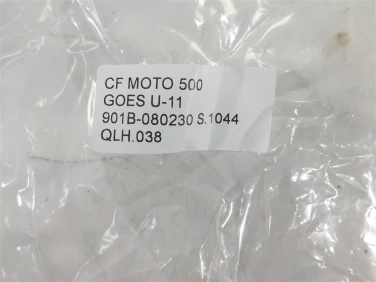 CF MOTO 500
GOES U-11
901B-080230 S.1044
QLH.038